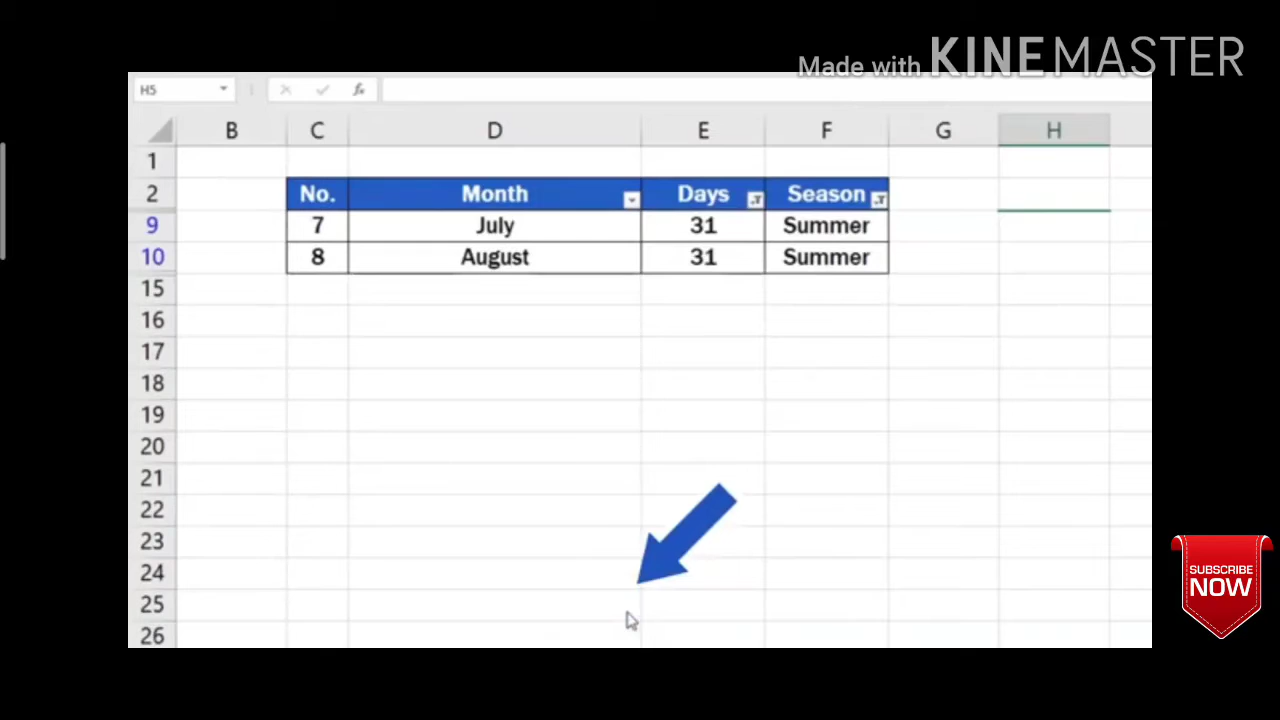 Made with KINEMASTER
H5 fx
B C D E F G H
1
2 No. Month Days Season
9 7 July 31 Summer
10 8 August 31 Summer
15
16
17
18
19
20
21
22
23
24
25
26
SUBSCRIBE
NOW